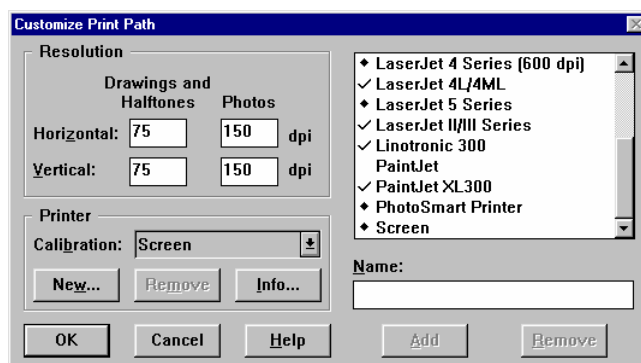 Customize Print Path
Resolution
Drawings and
Halftones Photos
Horizontal: 75 150 dpi
Vertical: 75 150 dpi
Printer
Calibration: Screen
New... Remove Info...
OK Cancel Help
LaserJet 4 Series (600 dpi)
LaserJet 4L/4ML
LaserJet 5 Series
LaserJet II/III Series
Linotronic 300
PaintJet
PaintJet XL300
PhotoSmart Printer
Screen
Name:
Add Remove